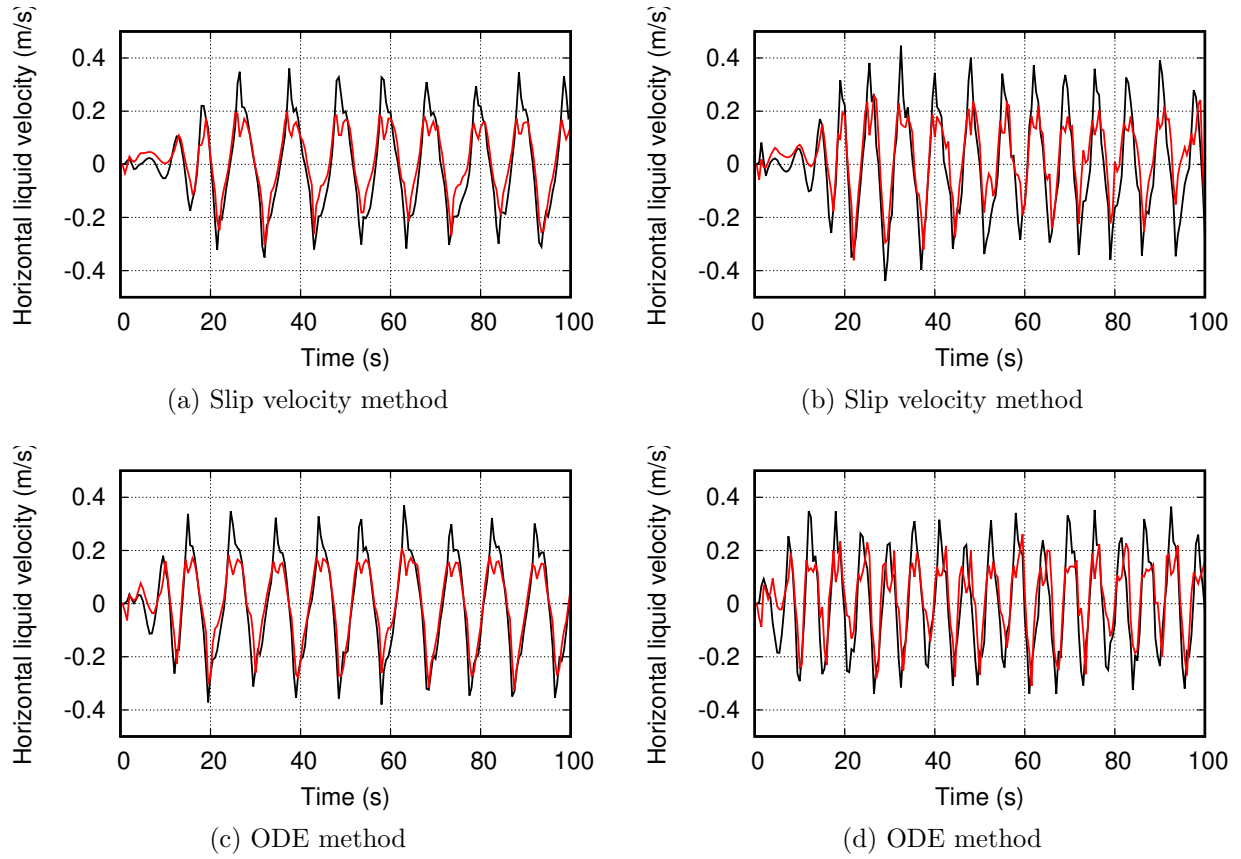 Horizontal liquid velocity (m/s)
0.4
0.2
0
-0.2
-0.4
0 20 40 60 80 100
Time (s)
(a) Slip velocity method
Horizontal liquid velocity (m/s)
0.4
0.2
0
-0.2
-0.4
0 20 40 60 80 100
Time (s)
(b) Slip velocity method
Horizontal liquid velocity (m/s)
0.4
0.2
0
-0.2
-0.4
0 20 40 60 80 100
Time (s)
(c) ODE method
Horizontal liquid velocity (m/s)
0.4
0.2
0
-0.2
-0.4
0 20 40 60 80 100
Time (s)
(d) ODE method